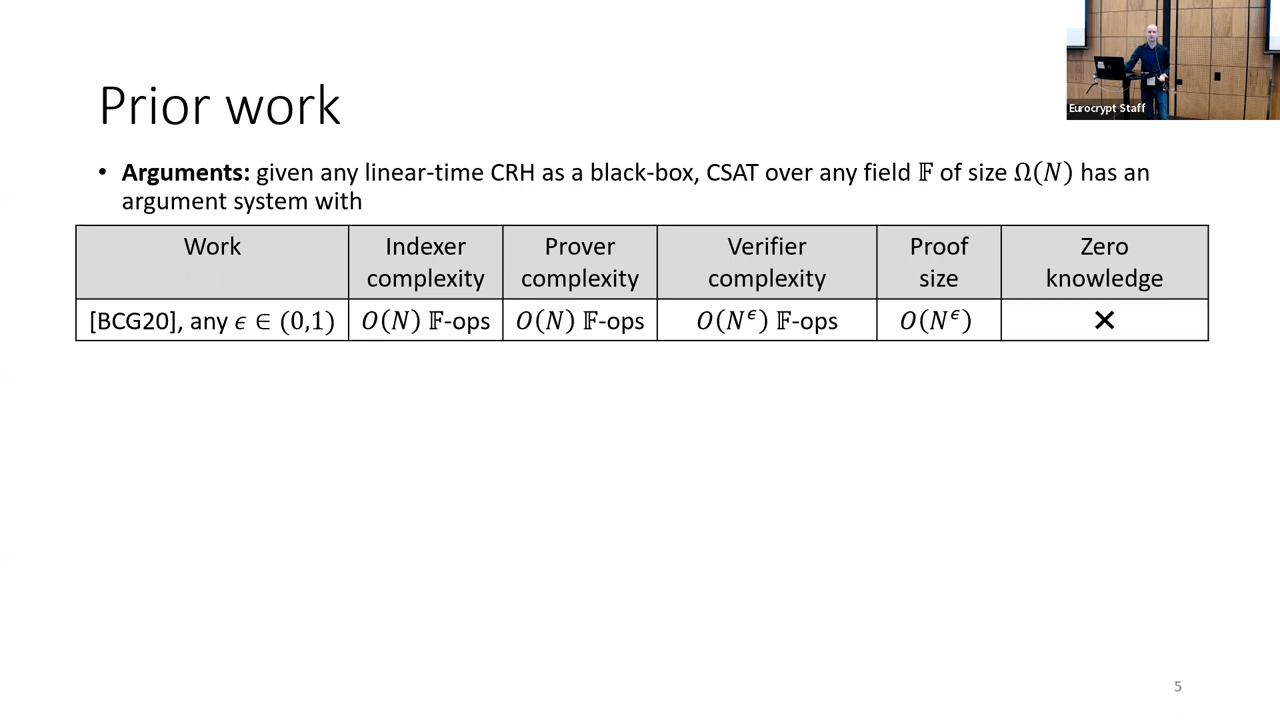 Eurocrypt Staff
Prior work
• Arguments: given any linear-time CRH as a black-box, CSAT over any field 𝔽 of size Ω(𝑁) has an
argument system with
Work Indexer complexity Prover complexity Verifier complexity Proof size Zero knowledge
[BCG20], any 𝜖 ∈ (0,1) 𝑂(𝑁) 𝔽-ops 𝑂(𝑁) 𝔽-ops 𝑂(𝑁^𝜖) 𝔽-ops 𝑂(𝑁^𝜖) ✕
5